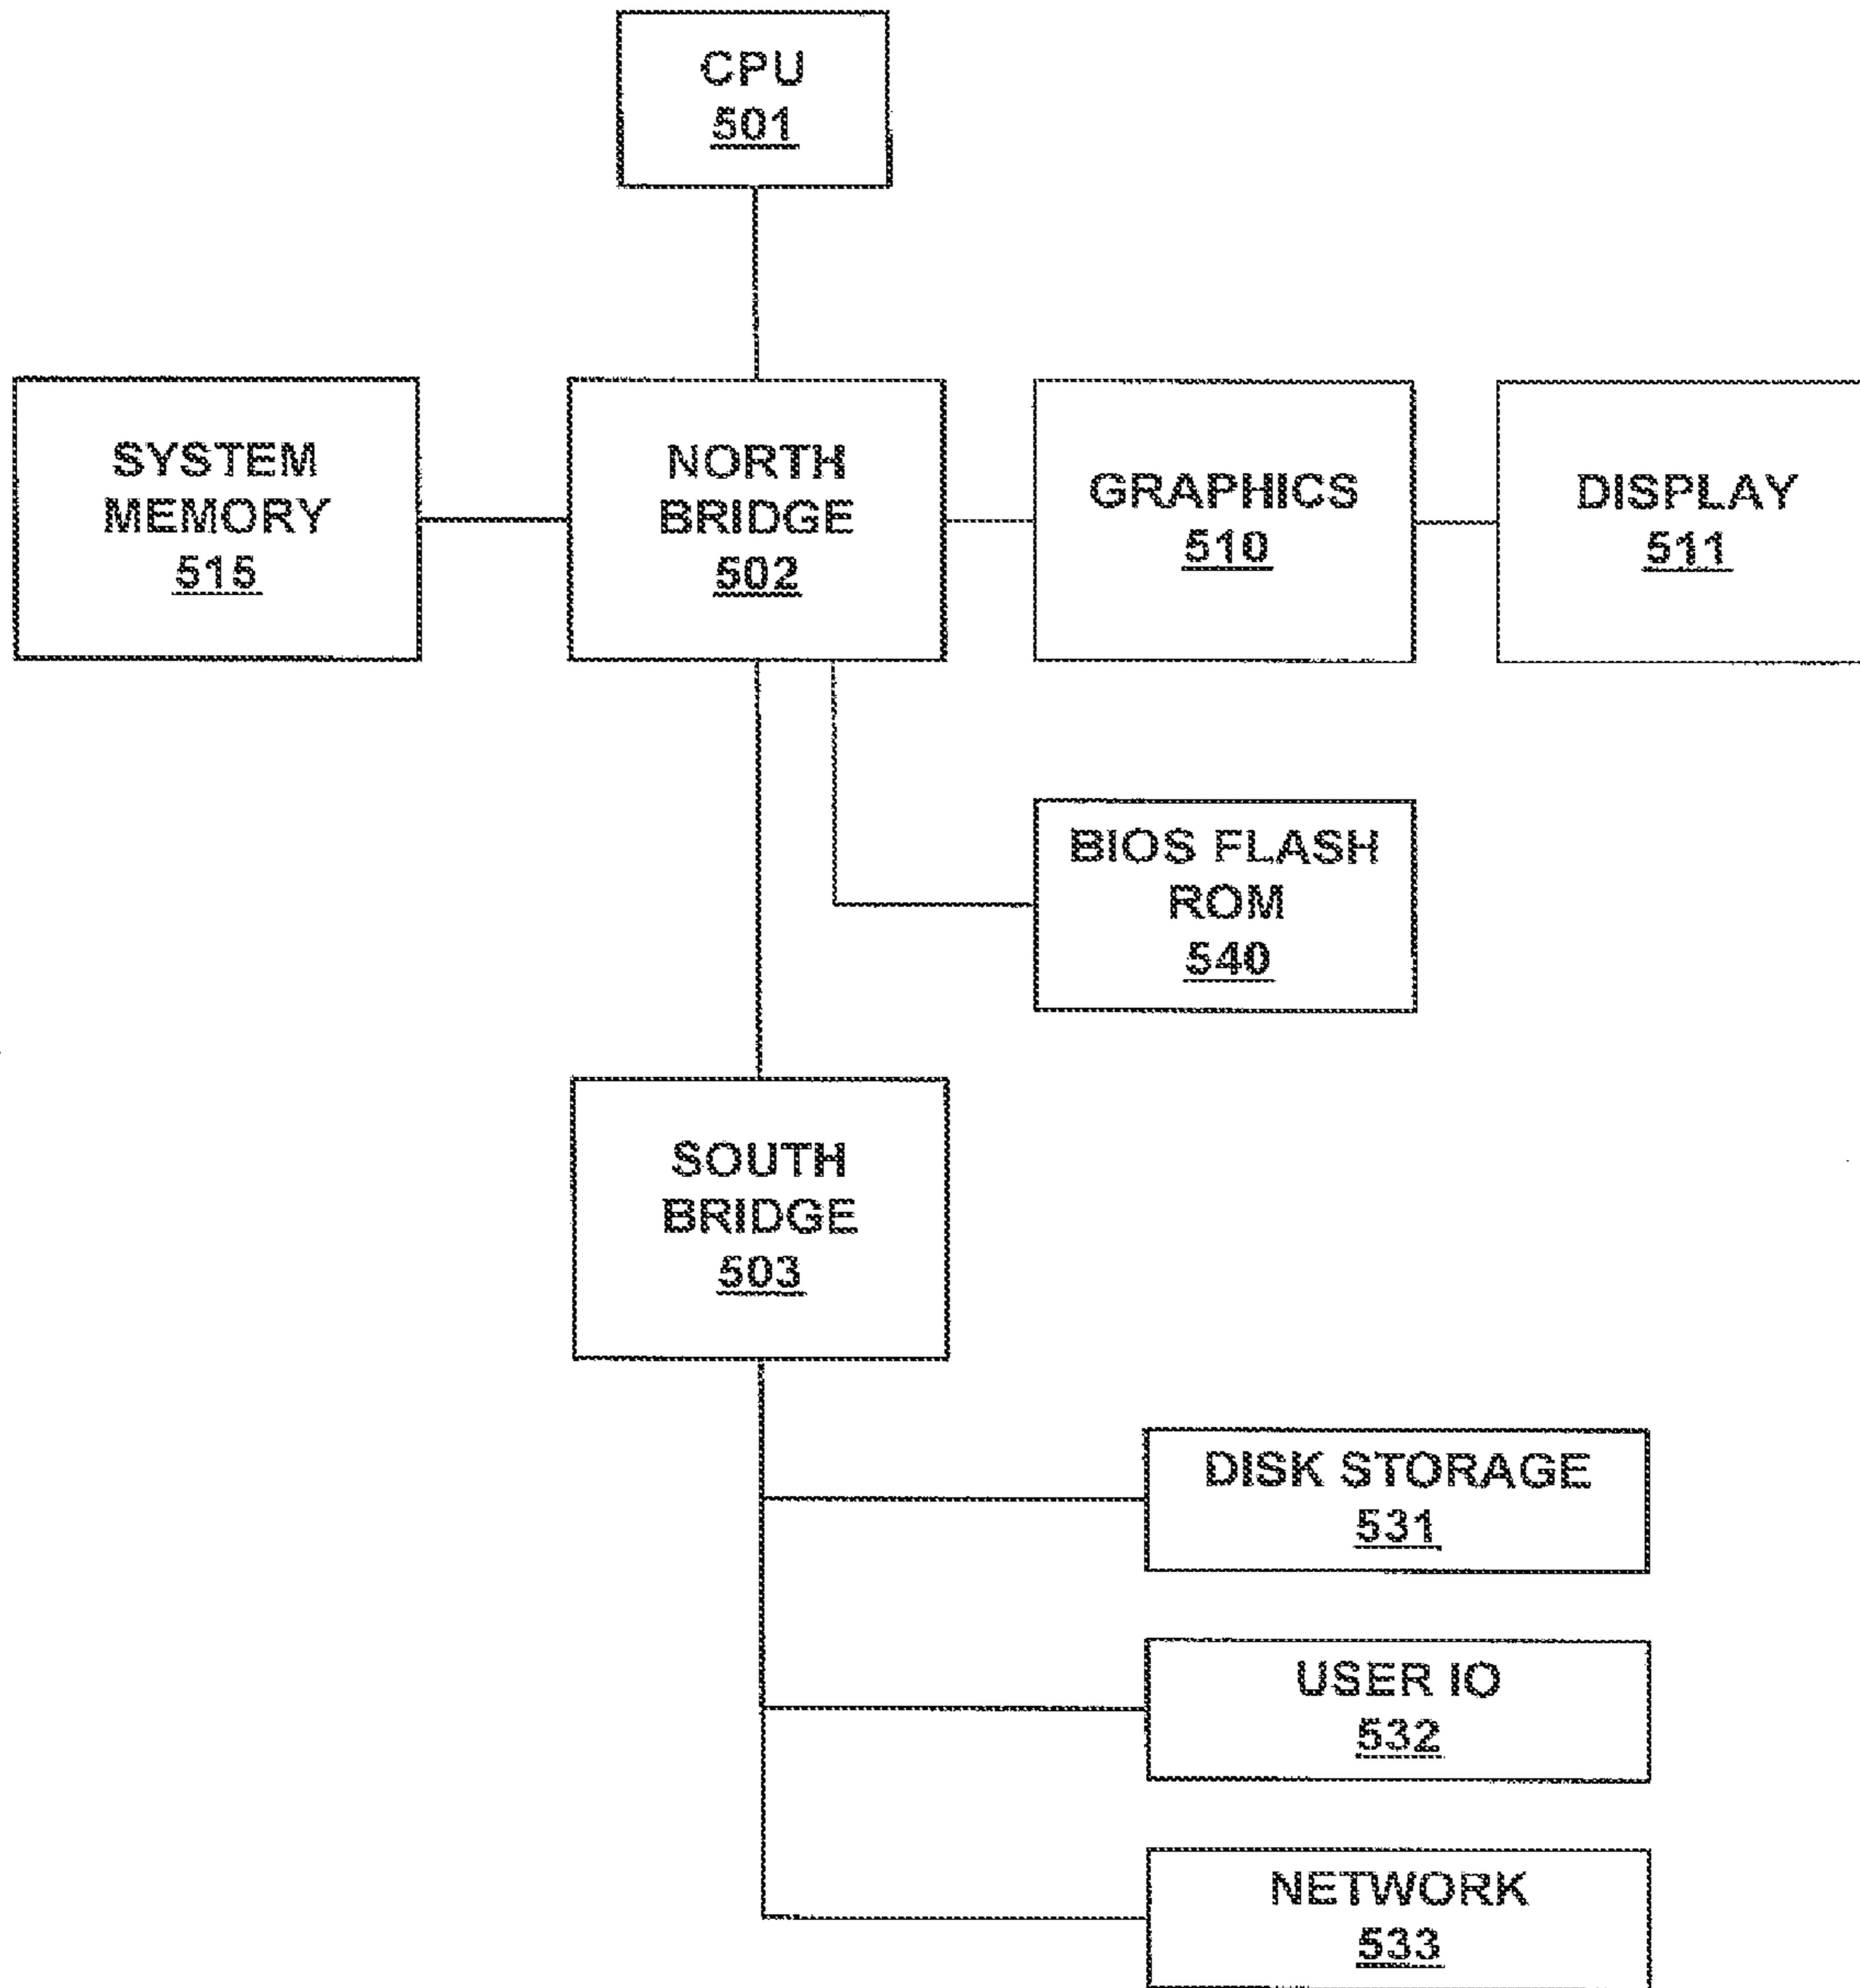 CPU
501
SYSTEM
MEMORY
515
NORTH
BRIDGE
502
GRAPHICS
510
DISPLAY
511
BIOS FLASH
ROM
540
SOUTH
BRIDGE
503
DISK STORAGE
531
USER IO
532
NETWORK
533